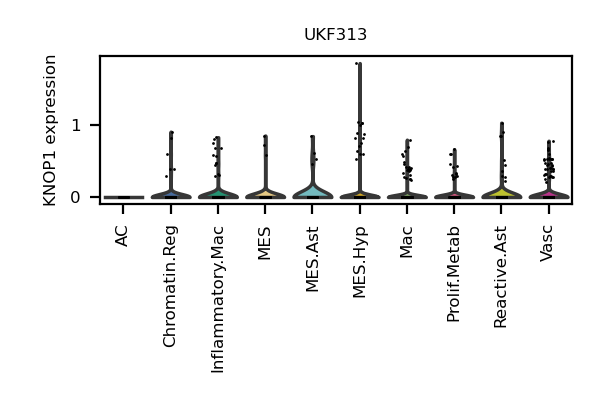 UKF313
KNOP1 expression
1
0
AC
Chromatin.Reg
Inflammatory.Mac
MES
MES.Ast
MES.Hyp
Mac
Prolif.Metab
Reactive.Ast
Vasc